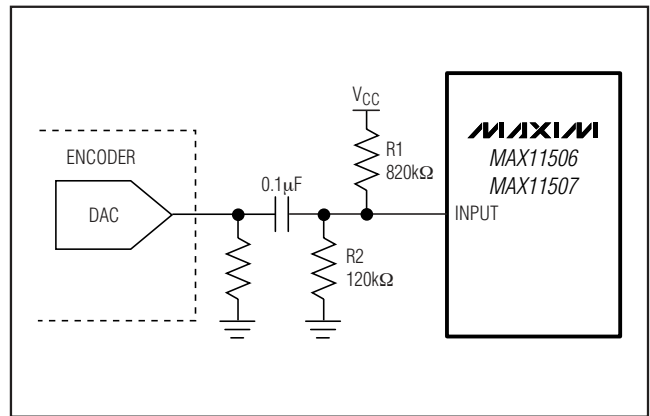 VCC
R1
820kΩ
MAXIM
MAX11506
MAX11507
ENCODER
DAC
0.1µF
INPUT
R2
120kΩ